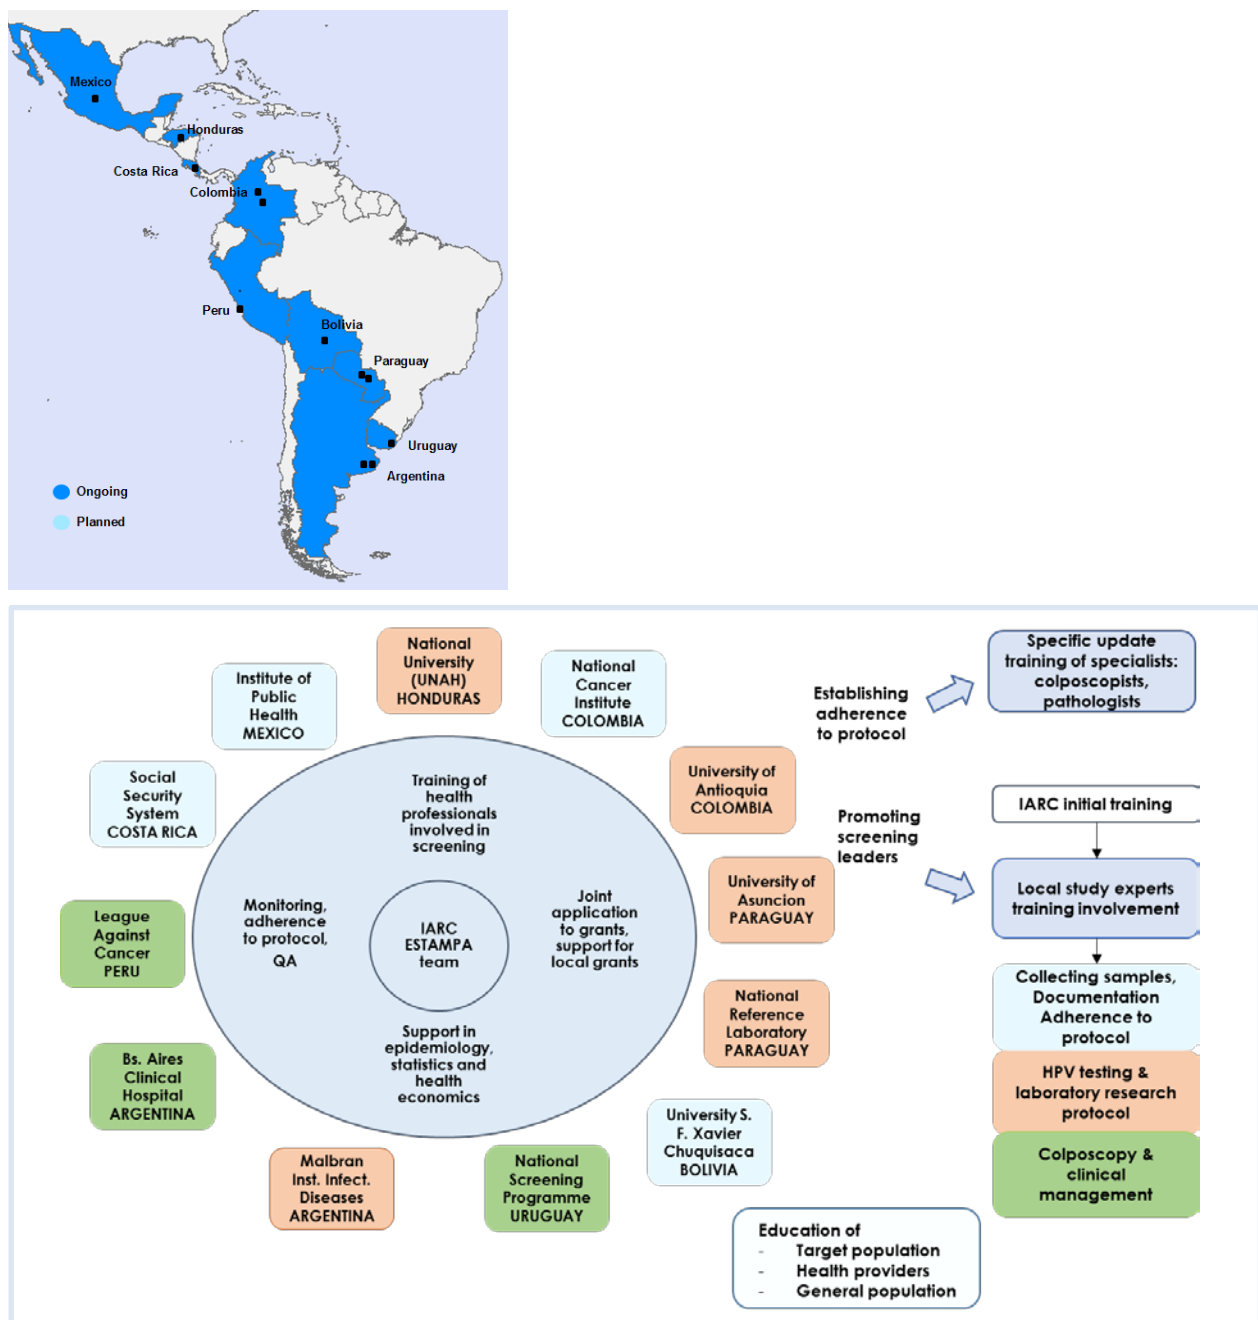 Mexico
Honduras
Costa Rica
Colombia
Peru
Bolivia
Paraguay
Uruguay
Argentina
Ongoing
Planned
National
University
(UNAH)
HONDURAS
National
Cancer
Institute
COLOMBIA
Institute of
Public
Health
MEXICO
University of
Antioquia
COLOMBIA
Social
Security
System
COSTA RICA
University of
Asuncion
PARAGUAY
League
Against
Cancer
PERU
National
Reference
Laboratory
PARAGUAY
Bs. Aires
Clinical
Hospital
ARGENTINA
University S.
F. Xavier
Chuquisaca
BOLIVIA
Malbran
Inst. Infect.
Diseases
ARGENTINA
National
Screening
Programme
URUGUAY
Training of
health
professionals
involved in
screening
Monitoring,
adherence
to protocol,
QA
IARC
ESTAMPA
team
Joint
application
to grants,
support for
local grants
Support in
epidemiology,
statistics and
health
economics
Establishing
adherence
to protocol
Specific update
training of specialists:
colposcopists,
pathologists
Promoting
screening
leaders
IARC initial training
Local study experts
training involvement
Collecting samples,
Documentation
Adherence to
protocol
HPV testing &
laboratory research
protocol
Colposcopy &
clinical
management
Education of
- Target population
- Health providers
- General population